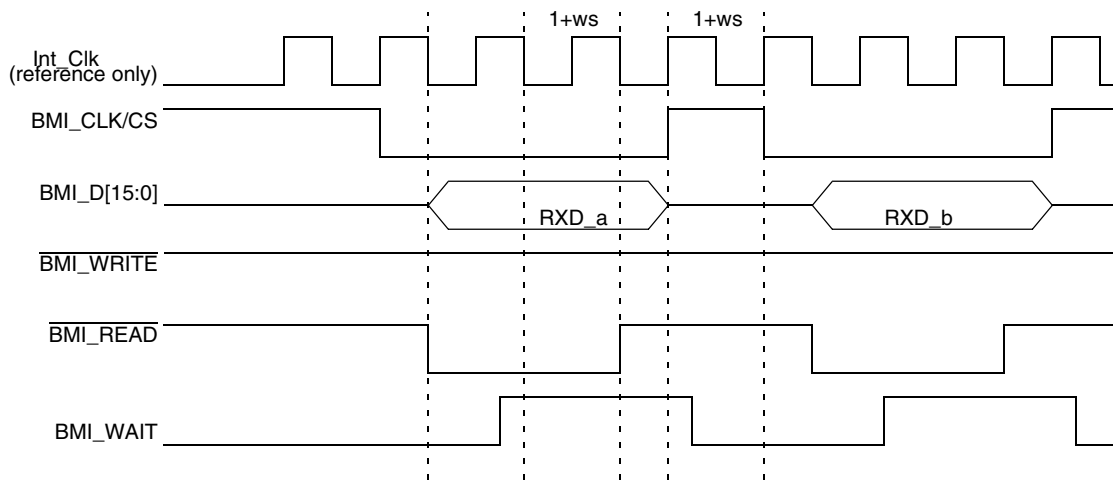 1+ws
1+ws
Int_Clk
(reference only)
BMI_CLK/CS
BMI_D[15:0]
RXD_a
RXD_b
BMI_WRITE
BMI_READ
BMI_WAIT